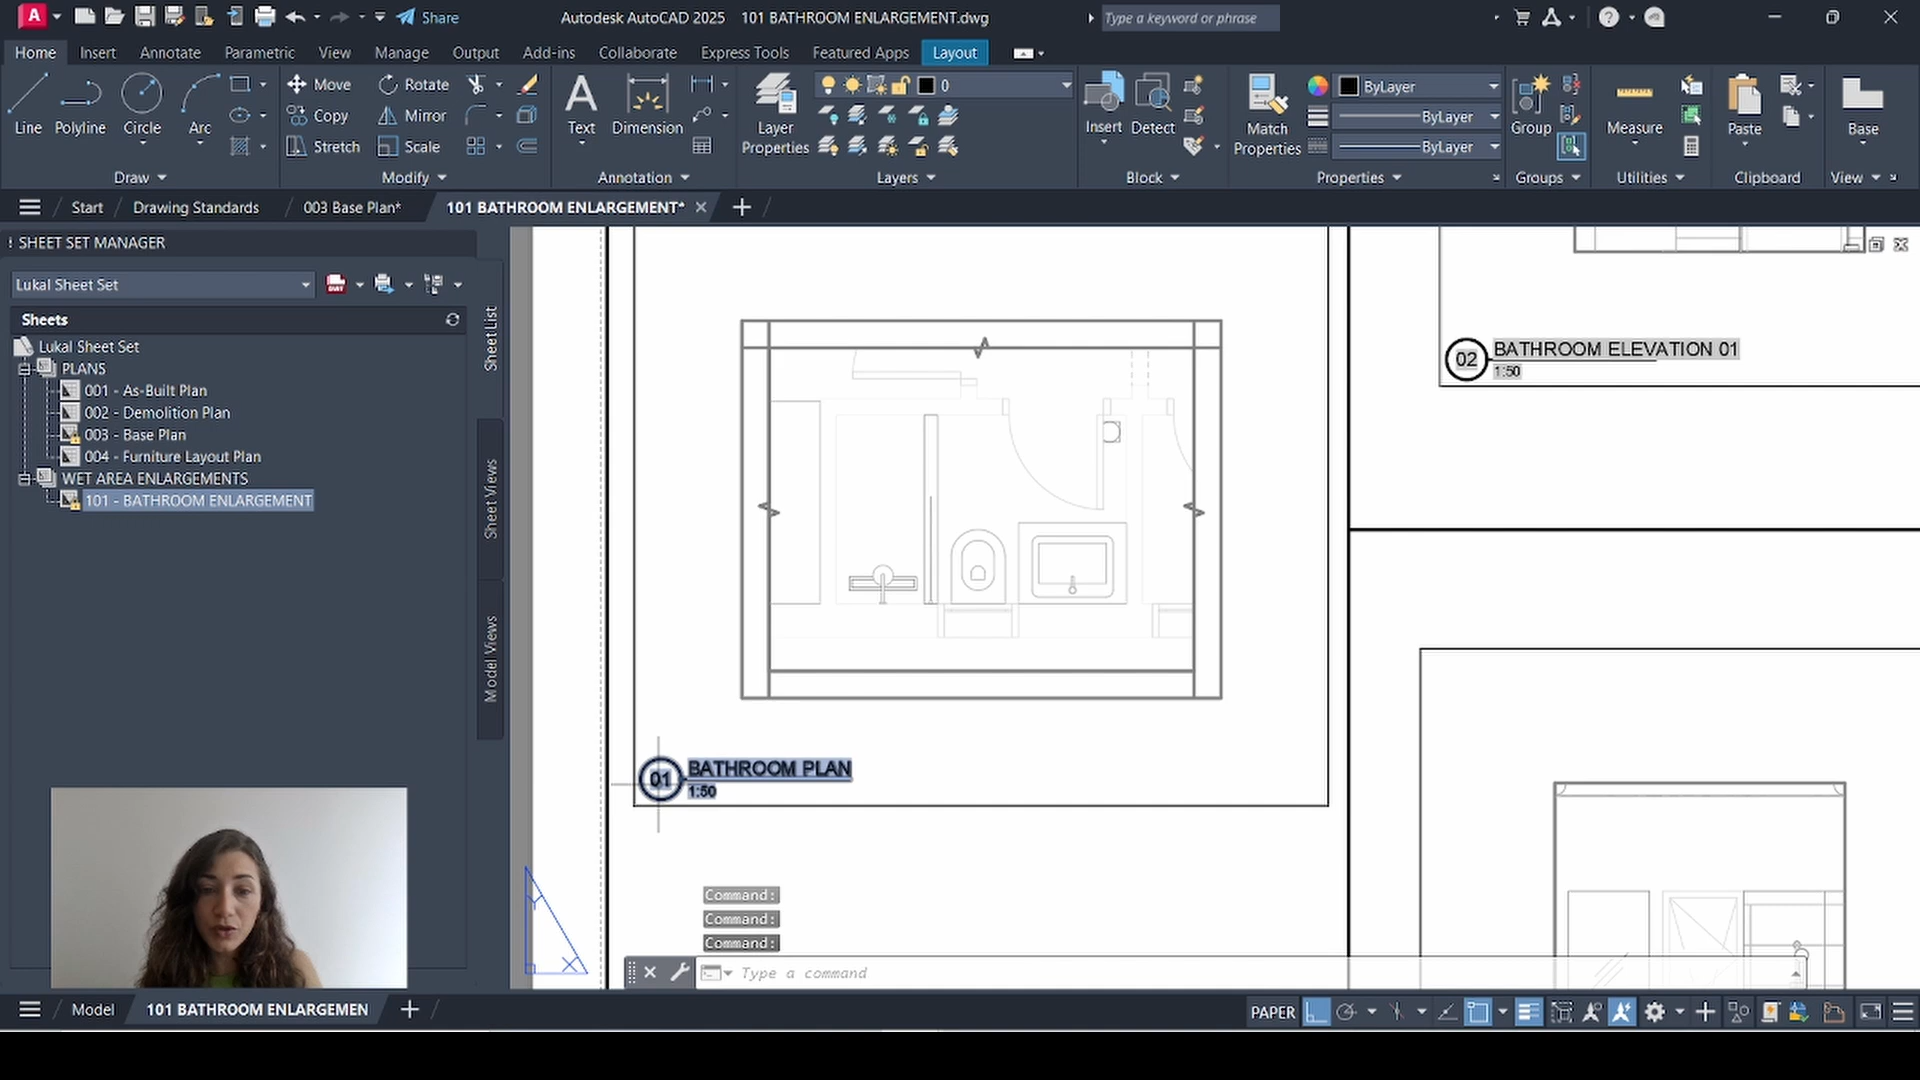 A Share Autodesk AutoCAD 2025 101 BATHROOM ENLARGEMENT.dwg Type a keyword or phrase
Home Insert Annotate Parametric View Manage Output Add-ins Collaborate Express Tools Featured Apps Layout
Line Polyline Circle Arc
Move Rotate
Copy Mirror
Stretch Scale
Text Dimension
Layer Properties
0
Insert Detect
Match Properties
ByLayer
ByLayer
ByLayer
Group Measure Paste Base
Draw Modify Annotation Layers Block Properties Groups Utilities Clipboard View
Start Drawing Standards 003 Base Plan* 101 BATHROOM ENLARGEMENT*
SHEET SET MANAGER
Lukal Sheet Set
Sheets
Lukal Sheet Set
PLANS
001 - As-Built Plan
002 - Demolition Plan
003 - Base Plan
004 - Furniture Layout Plan
WET AREA ENLARGEMENTS
101 - BATHROOM ENLARGEMENT
Sheet List
Sheet Views
Model Views
02 BATHROOM ELEVATION 01
1:50
01 BATHROOM PLAN
1:50
Y
X
Command:
Command:
Command:
Type a command
Model 101 BATHROOM ENLARGEMEN PAPER